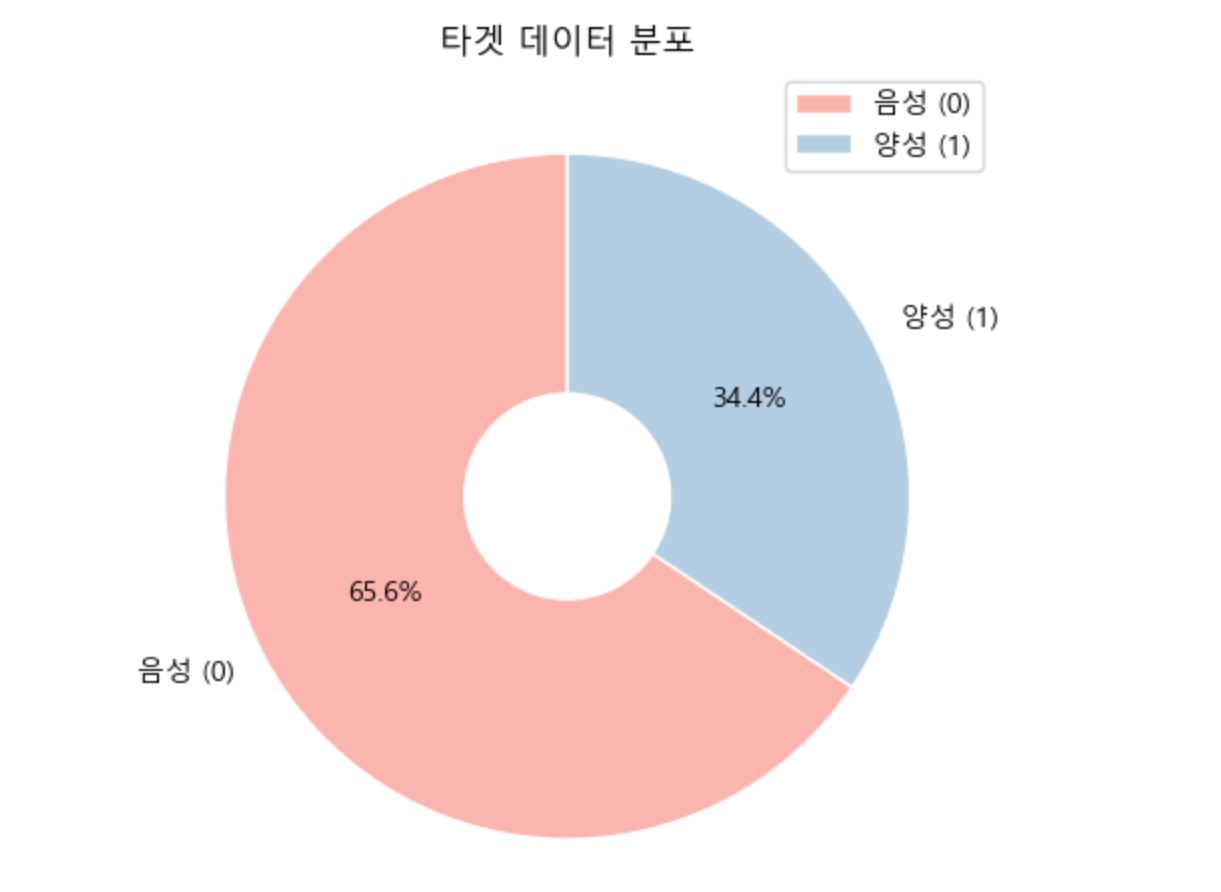 타겟 데이터 분포
음성 (0)
양성 (1)
양성 (1)
34.4%
65.6%
음성 (0)